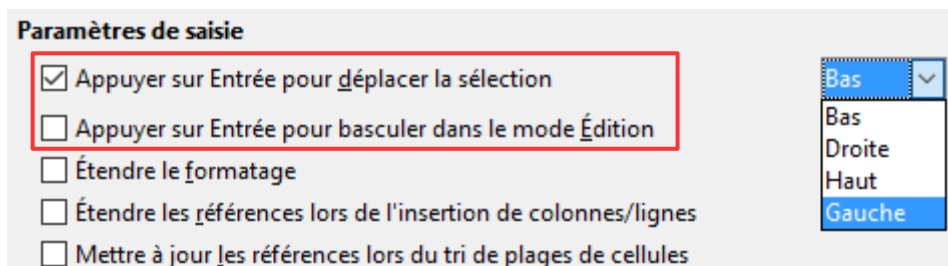 Paramètres de saisie
Appuyer sur Entrée pour déplacer la sélection
Bas
Appuyer sur Entrée pour basculer dans le mode Édition
Bas
Étendre le formatage
Droite
Haut
Étendre les références lors de l'insertion de colonnes/lignes
Gauche
Mettre à jour les références lors du tri de plages de cellules